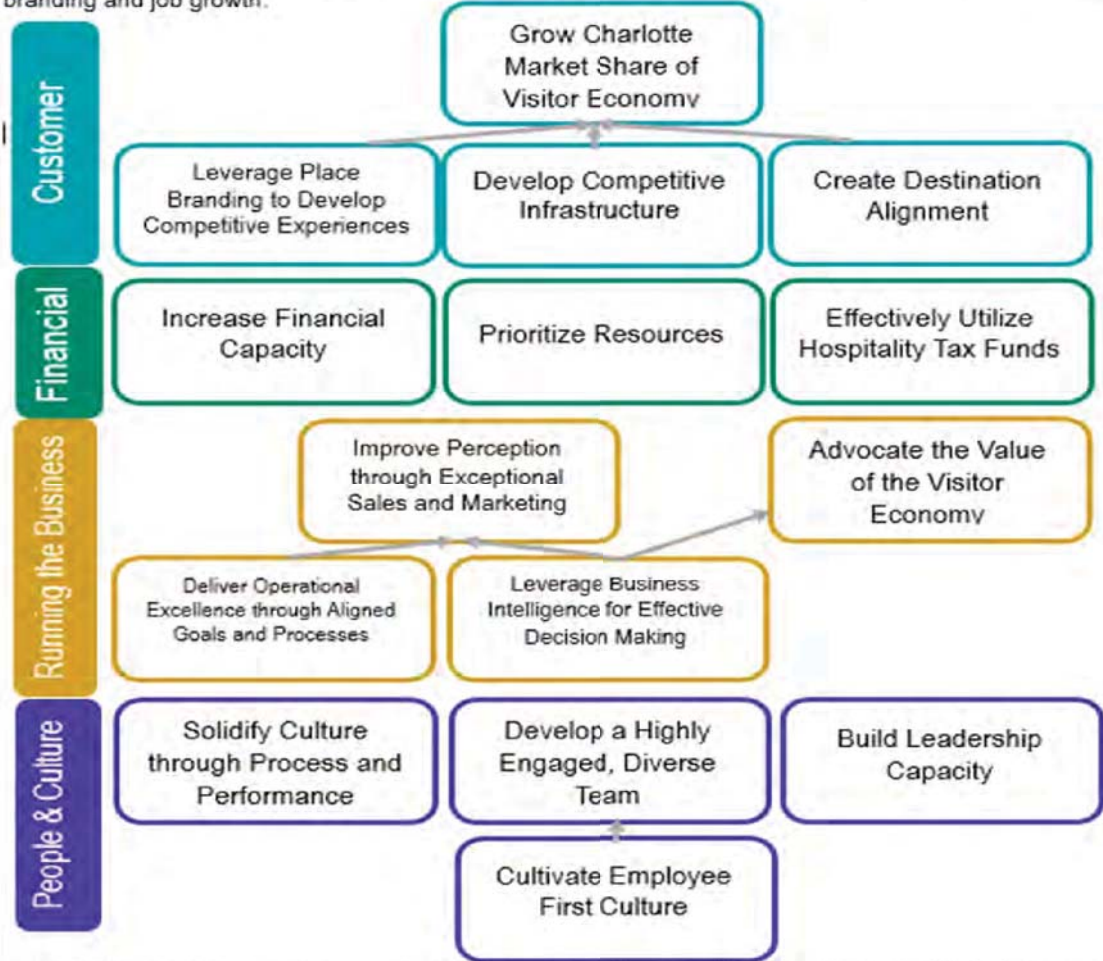 branding and job growth.
Customer
Grow Charlotte
Market Share of
Visitor Economy
Leverage Place
Branding to Develop
Competitive Experiences
Develop Competitive
Infrastructure
Create Destination
Alignment
Financial
Increase Financial
Capacity
Prioritize Resources
Effectively Utilize
Hospitality Tax Funds
Running the Business
Improve Perception
through Exceptional
Sales and Marketing
Advocate the Value
of the Visitor
Economy
Deliver Operational
Excellence through Aligned
Goals and Processes
Leverage Business
Intelligence for Effective
Decision Making
People & Culture
Solidify Culture
through Process and
Performance
Develop a Highly
Engaged, Diverse
Team
Build Leadership
Capacity
Cultivate Employee
First Culture